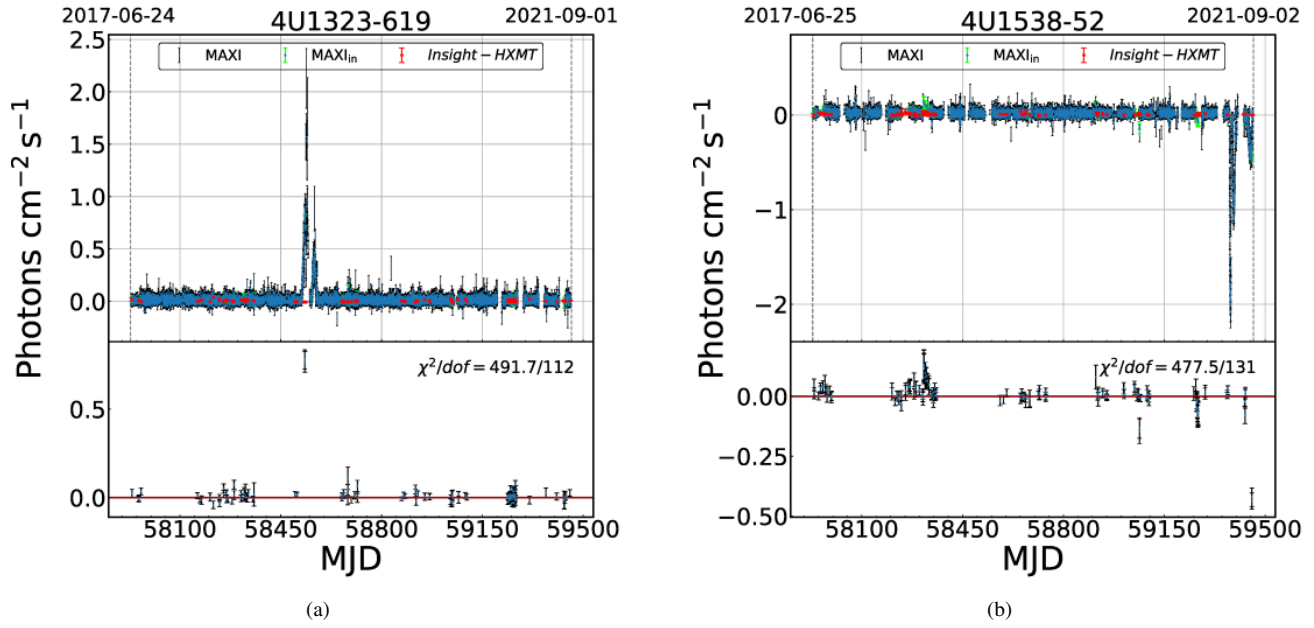 2017-06-24 4U1323-619 2021-09-01
MAXI MAXI_in Insight − HXMT
2.5
2.0
1.5
1.0
0.5
0.0
Photons cm⁻² s⁻¹
χ²/dof = 491.7/112
0.5
0.0
58100 58450 58800 59150 59500
MJD
(a)
2017-06-25 4U1538-52 2021-09-02
MAXI MAXI_in Insight − HXMT
0
−1
−2
Photons cm⁻² s⁻¹
χ²/dof = 477.5/131
0.00
−0.25
−0.50
58100 58450 58800 59150 59500
MJD
(b)